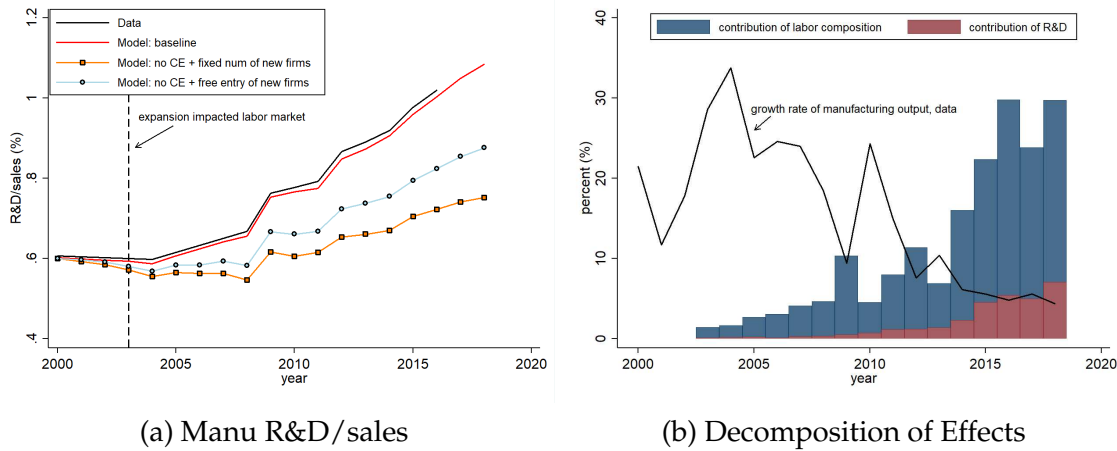 Data
Model: baseline
Model: no CE + fixed num of new firms
Model: no CE + free entry of new firms
expansion impacted labor market
R&D/sales (%)
1.2
1
.8
.6
.4
2000 2005 2010 2015 2020
year
(a) Manu R&D/sales
contribution of labor composition contribution of R&D
growth rate of manufacturing output, data
percent (%)
40
30
20
10
0
2000 2005 2010 2015 2020
year
(b) Decomposition of Effects